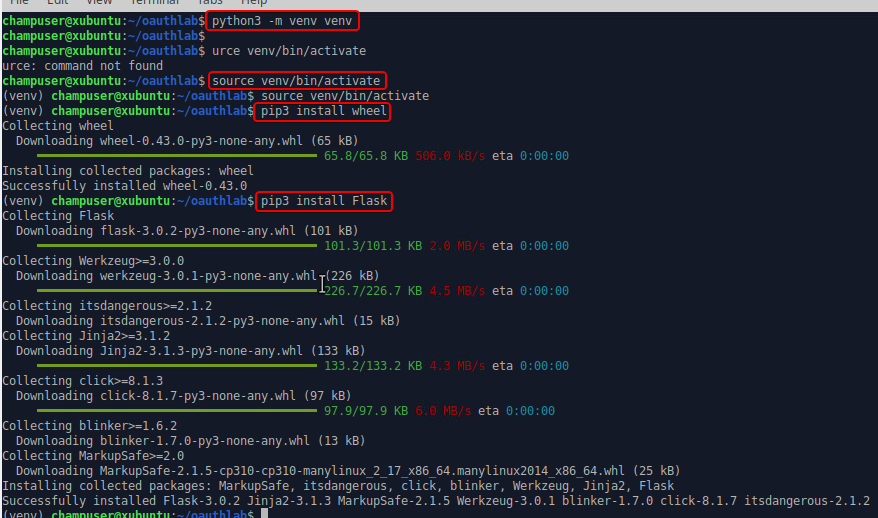 File Edit View Terminal Tabs Help
champuser@xubuntu:~/oauthlab$ python3 -m venv venv
champuser@xubuntu:~/oauthlab$
champuser@xubuntu:~/oauthlab$ urce venv/bin/activate
urce: command not found
champuser@xubuntu:~/oauthlab$ source venv/bin/activate
(venv) champuser@xubuntu:~/oauthlab$ source venv/bin/activate
(venv) champuser@xubuntu:~/oauthlab$ pip3 install wheel
Collecting wheel
  Downloading wheel-0.43.0-py3-none-any.whl (65 kB)
65.8/65.8 KB 506.0 kB/s eta 0:00:00
Installing collected packages: wheel
Successfully installed wheel-0.43.0
(venv) champuser@xubuntu:~/oauthlab$ pip3 install Flask
Collecting Flask
  Downloading flask-3.0.2-py3-none-any.whl (101 kB)
101.3/101.3 KB 2.0 MB/s eta 0:00:00
Collecting Werkzeug>=3.0.0
  Downloading werkzeug-3.0.1-py3-none-any.whl (226 kB)
226.7/226.7 KB 4.5 MB/s eta 0:00:00
Collecting itsdangerous>=2.1.2
  Downloading itsdangerous-2.1.2-py3-none-any.whl (15 kB)
Collecting Jinja2>=3.1.2
  Downloading Jinja2-3.1.3-py3-none-any.whl (133 kB)
133.2/133.2 KB 4.3 MB/s eta 0:00:00
Collecting click>=8.1.3
  Downloading click-8.1.7-py3-none-any.whl (97 kB)
97.9/97.9 KB 6.0 MB/s eta 0:00:00
Collecting blinker>=1.6.2
  Downloading blinker-1.7.0-py3-none-any.whl (13 kB)
Collecting MarkupSafe>=2.0
  Downloading MarkupSafe-2.1.5-cp310-cp310-manylinux_2_17_x86_64.manylinux2014_x86_64.whl (25 kB)
Installing collected packages: MarkupSafe, itsdangerous, click, blinker, Werkzeug, Jinja2, Flask
Successfully installed Flask-3.0.2 Jinja2-3.1.3 MarkupSafe-2.1.5 Werkzeug-3.0.1 blinker-1.7.0 click-8.1.7 itsdangerous-2.1.2
(venv) champuser@xubuntu:~/oauthlab$